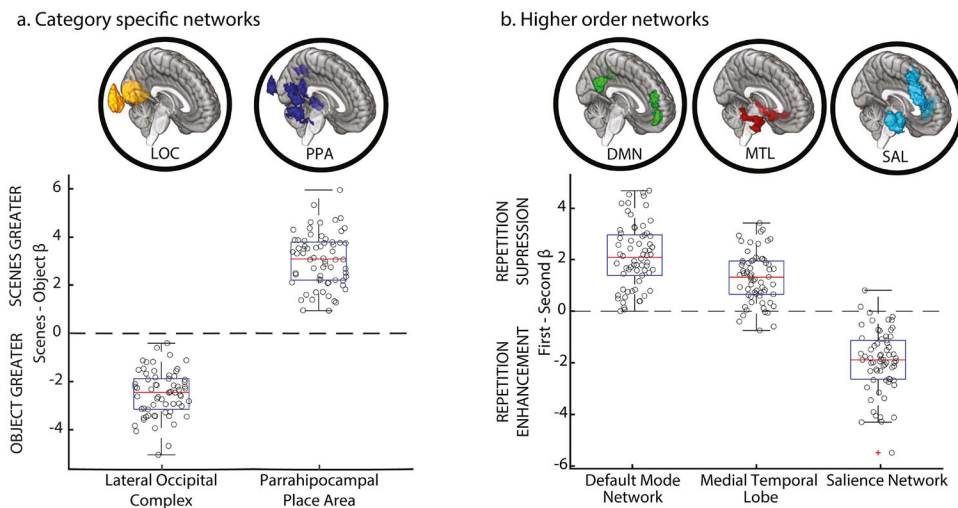 a. Category specific networks
LOC
PPA
SCENES GREATER
OBJECT GREATER
Scenes - Object β
6
4
2
0
-2
-4
Lateral Occipital
Complex
Parrahipocampal
Place Area
b. Higher order networks
DMN
MTL
SAL
REPETITION
SUPRESSION
REPETITION
ENHANCEMENT
First - Second β
4
2
0
-2
-4
-6
Default Mode
Network
Medial Temporal
Lobe
Salience Network